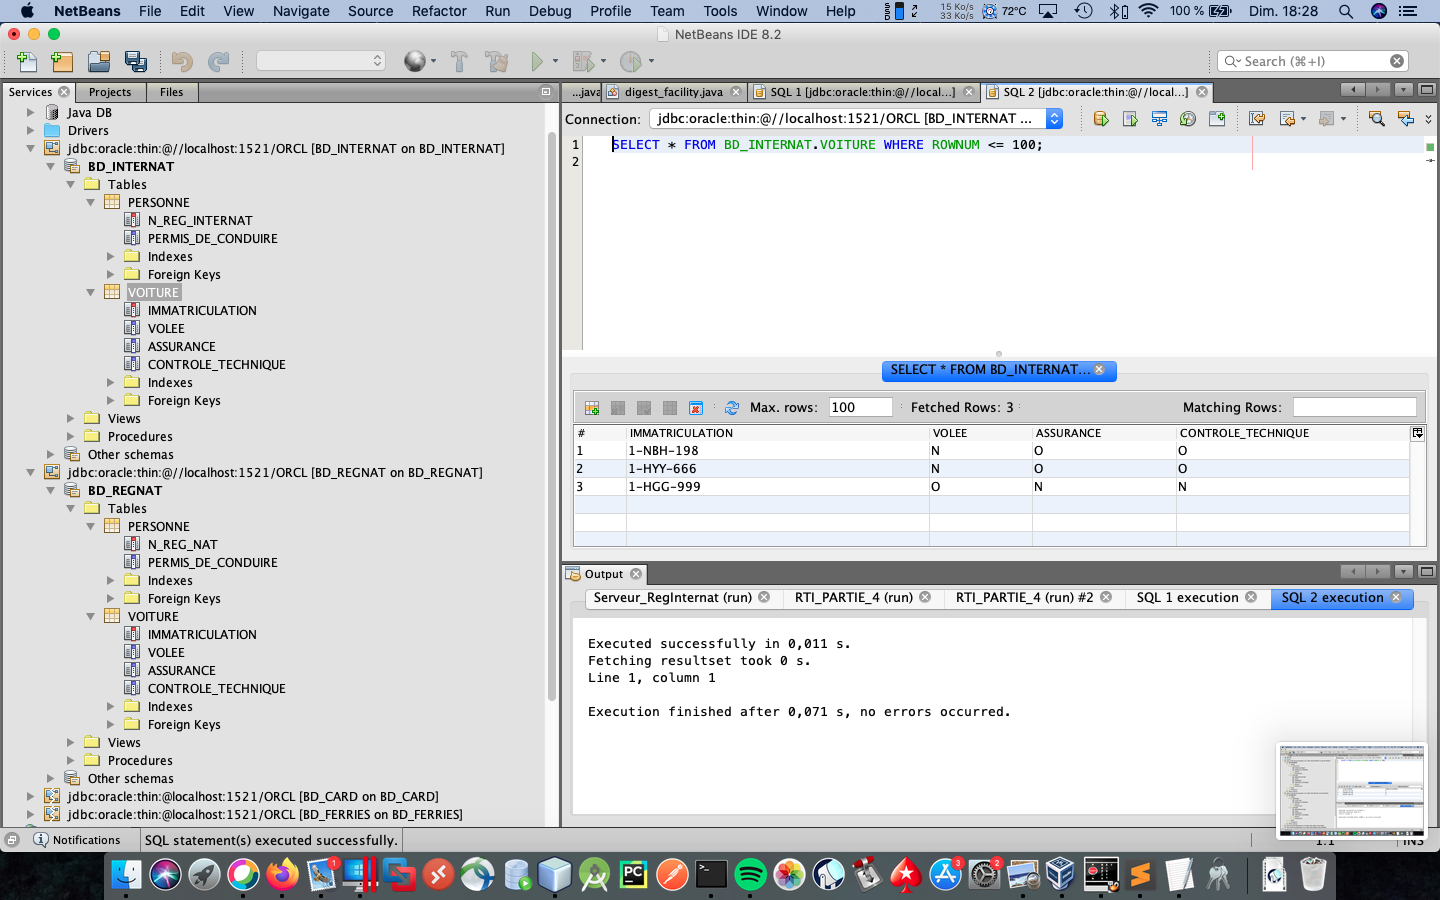 NetBeans File Edit View Navigate Source Refactor Run Debug Profile Team Tools Window Help 15 Ko/s 33 Ko/s 72°C 100 % Dim. 18:28
NetBeans IDE 8.2
Search (⌘+I)
Services Projects Files
...java digest_facility.java SQL 1 [jdbc:oracle:thin:@//local...] SQL 2 [jdbc:oracle:thin:@//local...]
Connection: jdbc:oracle:thin:@//localhost:1521/ORCL [BD_INTERNAT ...
1 SELECT * FROM BD_INTERNAT.VOITURE WHERE ROWNUM <= 100;
2
Java DB
Drivers
jdbc:oracle:thin:@//localhost:1521/ORCL [BD_INTERNAT on BD_INTERNAT]
BD_INTERNAT
Tables
PERSONNE
N_REG_INTERNAT
PERMIS_DE_CONDUIRE
Indexes
Foreign Keys
VOITURE
IMMATRICULATION
VOLEE
ASSURANCE
CONTROLE_TECHNIQUE
Indexes
Foreign Keys
Views
Procedures
Other schemas
jdbc:oracle:thin:@//localhost:1521/ORCL [BD_REGNAT on BD_REGNAT]
BD_REGNAT
Tables
PERSONNE
N_REG_NAT
PERMIS_DE_CONDUIRE
Indexes
Foreign Keys
VOITURE
IMMATRICULATION
VOLEE
ASSURANCE
CONTROLE_TECHNIQUE
Indexes
Foreign Keys
Views
Procedures
Other schemas
jdbc:oracle:thin:@localhost:1521/ORCL [BD_CARD on BD_CARD]
jdbc:oracle:thin:@localhost:1521/ORCL [BD_FERRIES on BD_FERRIES]
SELECT * FROM BD_INTERNAT...
Max. rows: 100 Fetched Rows: 3 Matching Rows:
# IMMATRICULATION VOLEE ASSURANCE CONTROLE_TECHNIQUE
1 1-NBH-198 N O O
2 1-HYY-666 N O O
3 1-HGG-999 O N N
Output
Serveur_RegInternat (run) RTI_PARTIE_4 (run) RTI_PARTIE_4 (run) #2 SQL 1 execution SQL 2 execution
Executed successfully in 0,011 s.
Fetching resultset took 0 s.
Line 1, column 1
Execution finished after 0,071 s, no errors occurred.
Notifications SQL statement(s) executed successfully. 1:1 INS
1 PC 3 2